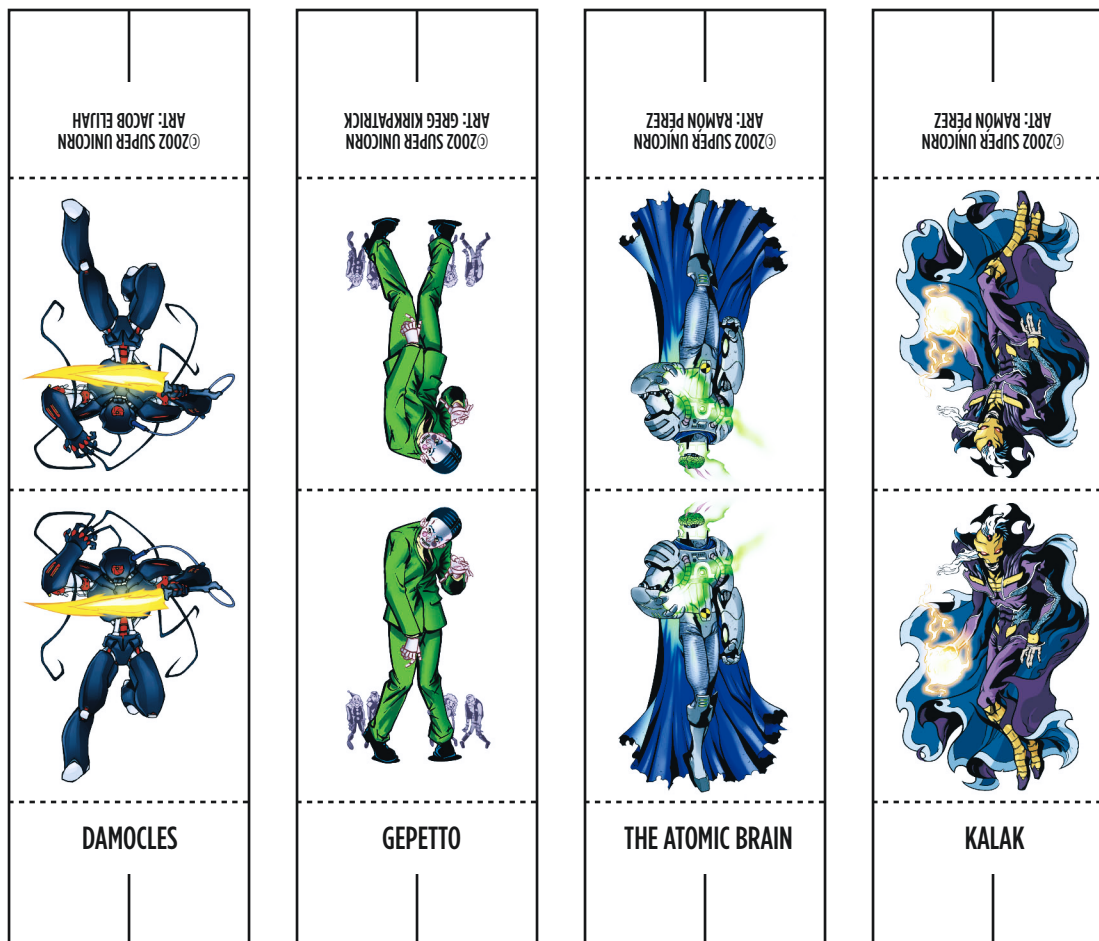 ©2002 SUPER UNICORN
ART: JACOB ELIJAH
©2002 SUPER UNICORN
ART: GREG KIRKPATRICK
©2002 SUPER UNICORN
ART: RAMÓN PÉREZ
©2002 SUPER UNICORN
ART: RAMÓN PÉREZ
DAMOCLES
GEPETTO
THE ATOMIC BRAIN
KALAK